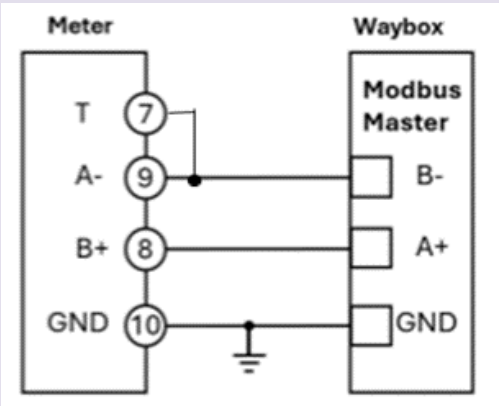 Meter
Waybox
Modbus
Master
T 7
A- 9 B-
B+ 8 A+
GND 10 GND